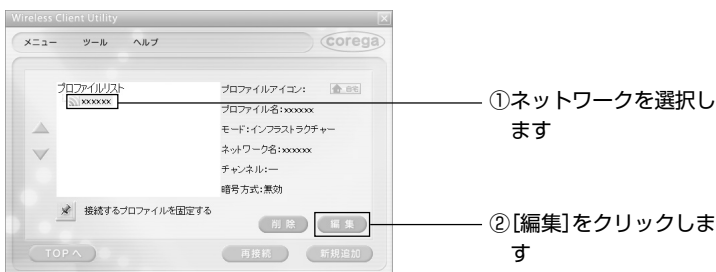 Wireless Client Utility
メニュー ツール ヘルプ corega
プロファイルリスト
xxxxxx
プロファイルアイコン: 自宅
プロファイル名:xxxxxx
モード:インフラストラクチャー
ネットワーク名:xxxxxx
チャンネル:―
暗号方式:無効
接続するプロファイルを固定する
削 除 編 集
TOPへ 再接続 新規追加
①ネットワークを選択し
ます
②[編集]をクリックしま
す